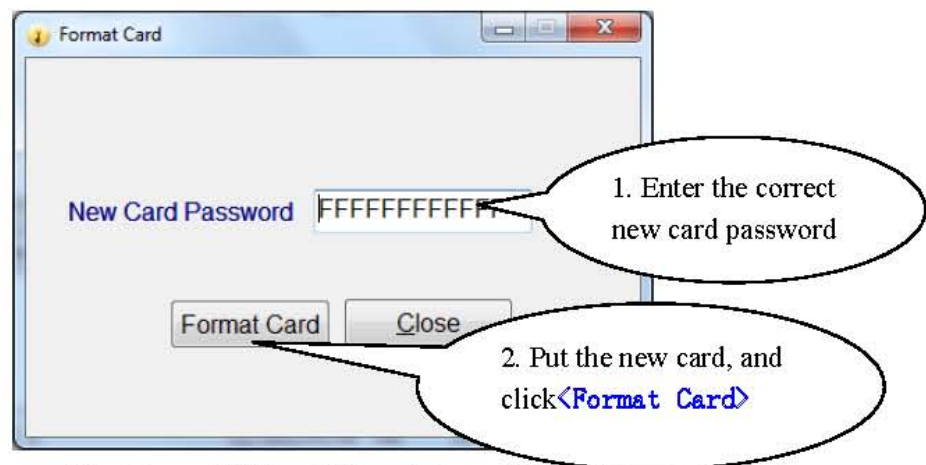 Format Card
New Card Password FFFFFFFFFFFF
1. Enter the correct
new card password
Format Card Close
2. Put the new card, and
click<Format Card>